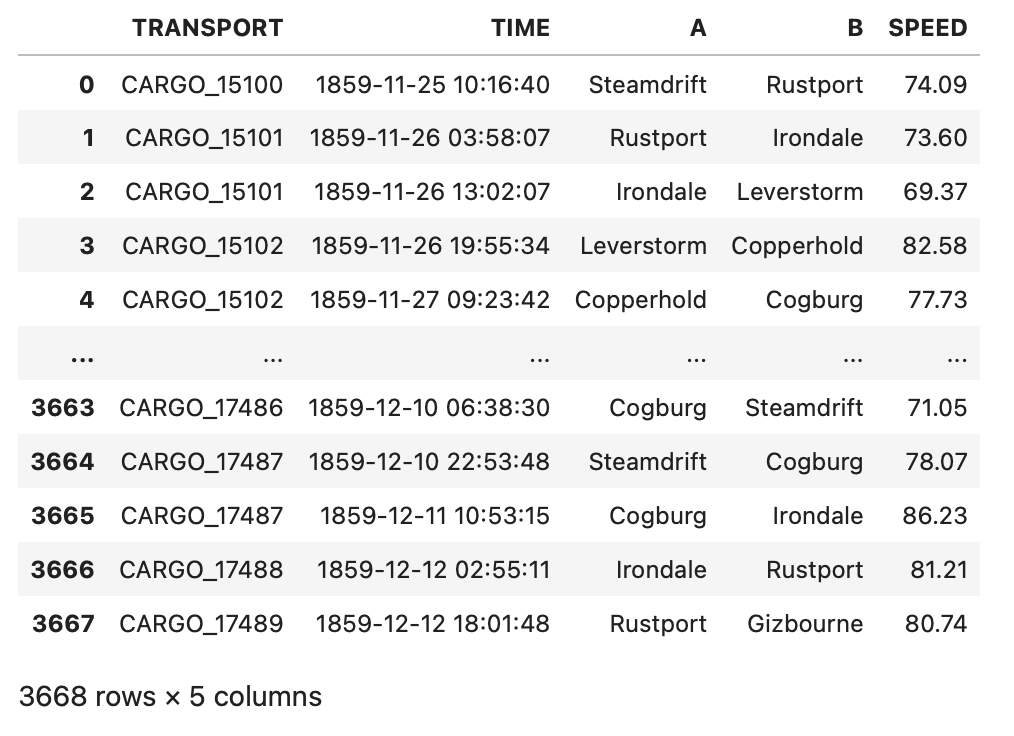 TRANSPORT TIME A B SPEED
0 CARGO_15100 1859-11-25 10:16:40 Steamdrift Rustport 74.09
1 CARGO_15101 1859-11-26 03:58:07 Rustport Irondale 73.60
2 CARGO_15101 1859-11-26 13:02:07 Irondale Leverstorm 69.37
3 CARGO_15102 1859-11-26 19:55:34 Leverstorm Copperhold 82.58
4 CARGO_15102 1859-11-27 09:23:42 Copperhold Cogburg 77.73
... ... ... ... ... ...
3663 CARGO_17486 1859-12-10 06:38:30 Cogburg Steamdrift 71.05
3664 CARGO_17487 1859-12-10 22:53:48 Steamdrift Cogburg 78.07
3665 CARGO_17487 1859-12-11 10:53:15 Cogburg Irondale 86.23
3666 CARGO_17488 1859-12-12 02:55:11 Irondale Rustport 81.21
3667 CARGO_17489 1859-12-12 18:01:48 Rustport Gizbourne 80.74
3668 rows × 5 columns